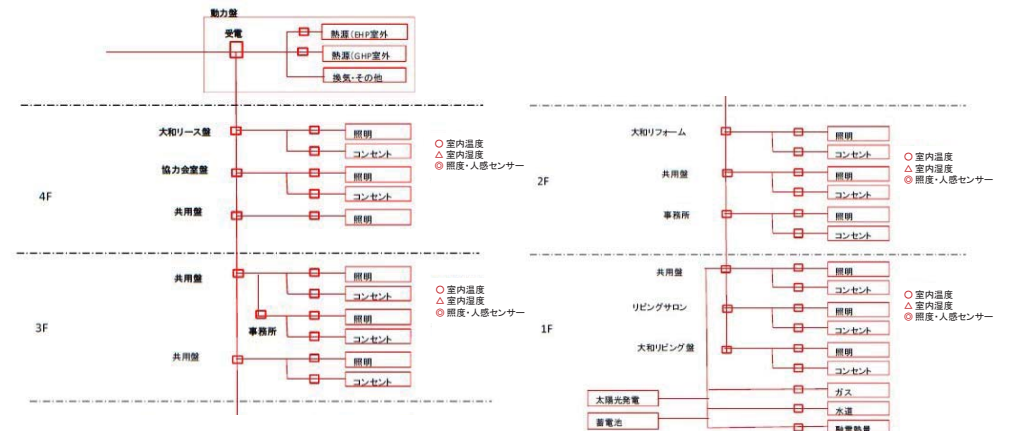 動力盤
受電
熱源(EHP室外
熱源(GHP室外
換気・その他
大和リース盤
照明
コンセント
協力会室盤
照明
コンセント
4F
共用盤
照明
○ 室内温度
△ 室内湿度
◎ 照度・人感センサー
共用盤
照明
コンセント
3F
事務所
照明
コンセント
共用盤
照明
コンセント
○ 室内温度
△ 室内湿度
◎ 照度・人感センサー
大和リフォーム
照明
コンセント
2F
共用盤
照明
コンセント
事務所
照明
コンセント
○ 室内温度
△ 室内湿度
◎ 照度・人感センサー
共用盤
照明
コンセント
リビングサロン
照明
コンセント
1F
大和リビング盤
照明
コンセント
○ 室内温度
△ 室内湿度
◎ 照度・人感センサー
太陽光発電
蓄電池
ガス
水道